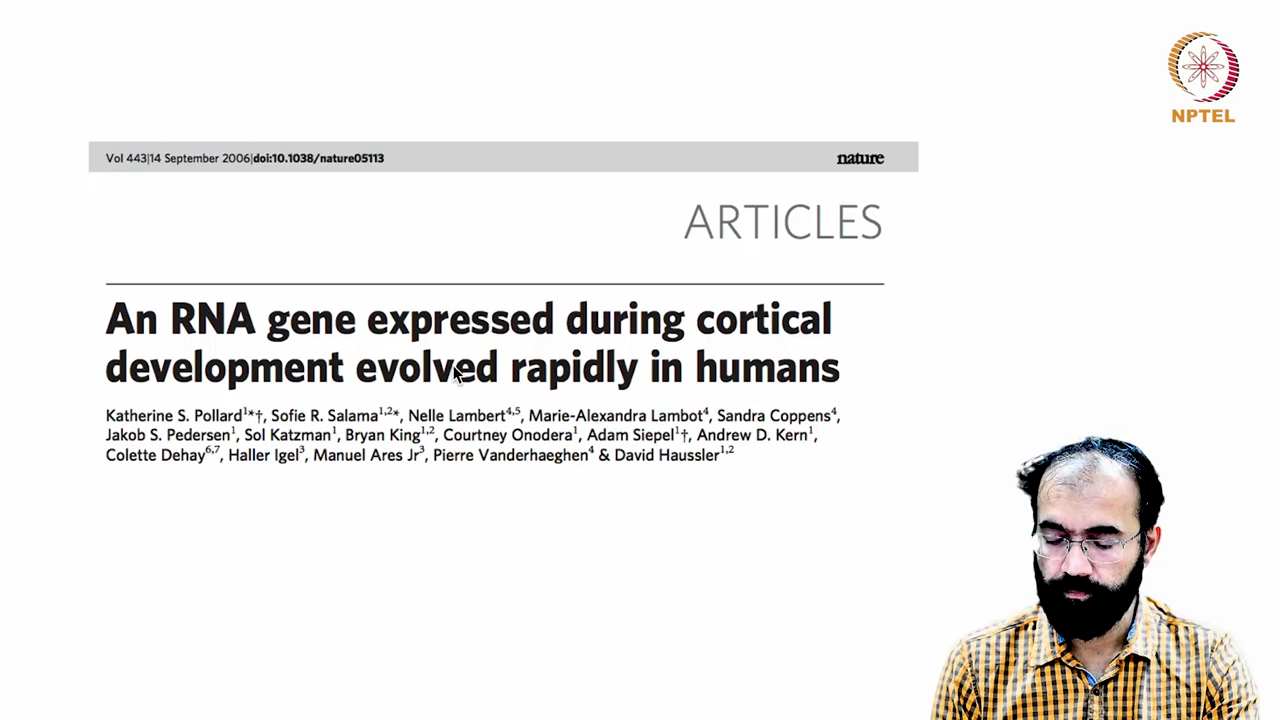 NPTEL
Vol 443|14 September 2006|doi:10.1038/nature05113 nature
ARTICLES
An RNA gene expressed during cortical
development evolved rapidly in humans
Katherine S. Pollard¹*†, Sofie R. Salama¹,²*, Nelle Lambert⁴,⁵, Marie-Alexandra Lambot⁴, Sandra Coppens⁴,
Jakob S. Pedersen¹, Sol Katzman¹, Bryan King¹,², Courtney Onodera¹, Adam Siepel¹†, Andrew D. Kern¹,
Colette Dehay⁶,⁷, Haller Igel³, Manuel Ares Jr³, Pierre Vanderhaeghen⁴ & David Haussler¹,²